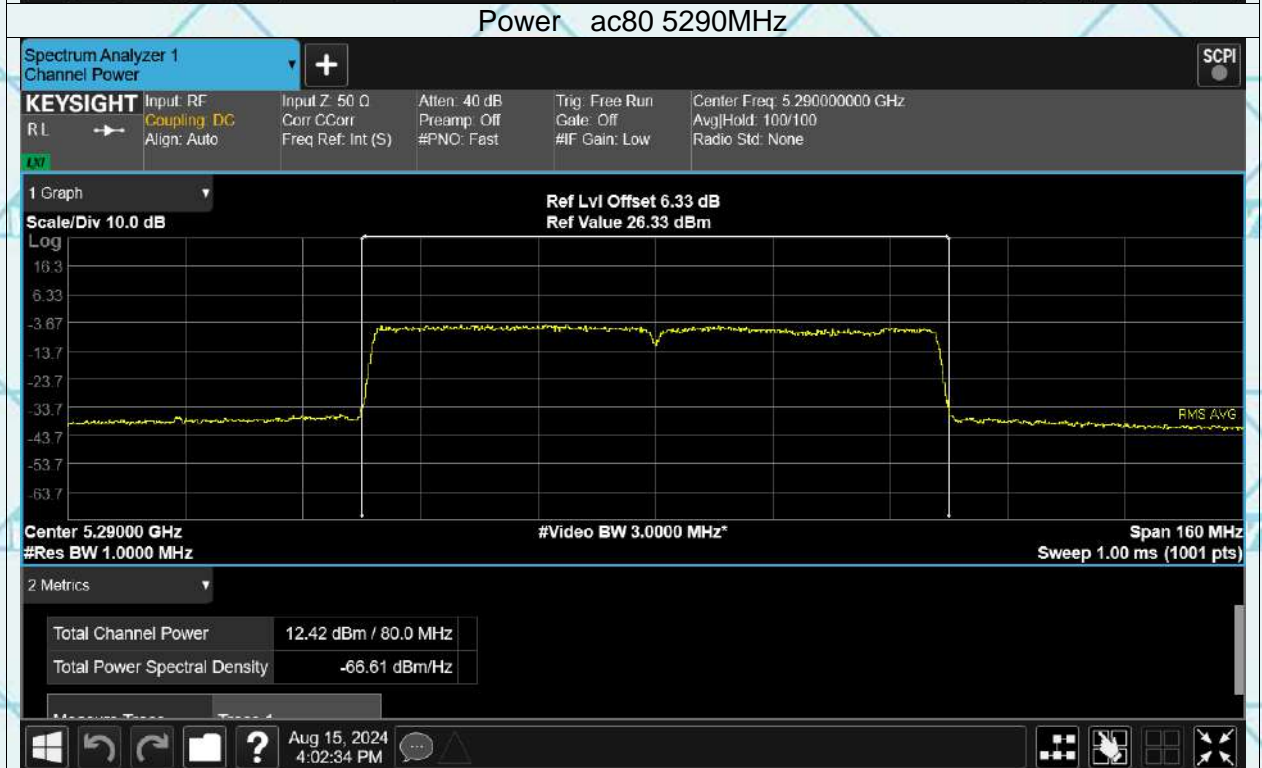 Power ac80 5290MHz
Spectrum Analyzer 1
Channel Power
+
SCPI
KEYSIGHT Input: RF Input Z: 50 Ω Atten: 40 dB Trig: Free Run Center Freq: 5.290000000 GHz
RL Coupling: DC Corr CCorr Preamp: Off Gate: Off Avg|Hold: 100/100
Align: Auto Freq Ref: Int (S) #PNO: Fast #IF Gain: Low Radio Std: None
LXI
1 Graph
Ref Lvl Offset 6.33 dB
Scale/Div 10.0 dB Ref Value 26.33 dBm
Log
16.3
6.33
-3.67
-13.7
-23.7
-33.7
RMS AVG
-43.7
-53.7
-63.7
Center 5.29000 GHz #Video BW 3.0000 MHz* Span 160 MHz
#Res BW 1.0000 MHz Sweep 1.00 ms (1001 pts)
2 Metrics
Total Channel Power 12.42 dBm / 80.0 MHz
Total Power Spectral Density -66.61 dBm/Hz
? Aug 15, 2024
4:02:34 PM